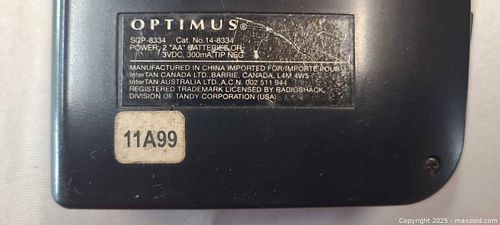 OPTIMUS®
SCP-8334 Cat. No. 14-8334
POWER: 2 "AA" BATTERIES OR
3VDC, 300mA, TIP NEG
MANUFACTURED IN CHINA IMPORTED FOR/IMPORTE POUR
InterTAN CANADA LTD., BARRIE, CANADA, L4M 4W5
InterTAN AUSTRALIA LTD., A.C.N. 002 511 944
REGISTERED TRADEMARK LICENSED BY RADIOSHACK,
DIVISION OF TANDY CORPORATION (USA)
11A99
Copyright © 2025 - maxsold.com